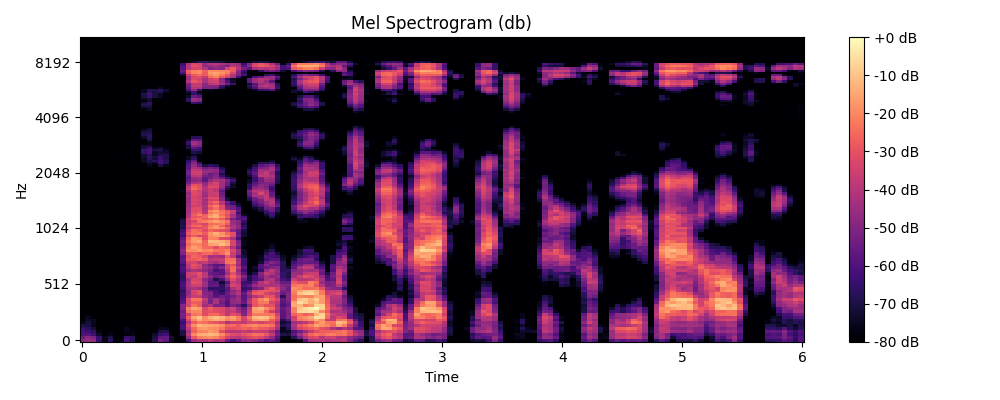 Mel Spectrogram (db)
+0 dB
8192
-10 dB
4096
-20 dB
-30 dB
2048
Hz
-40 dB
1024
-50 dB
512
-60 dB
-70 dB
0
-80 dB
0 1 2 3 4 5 6
Time